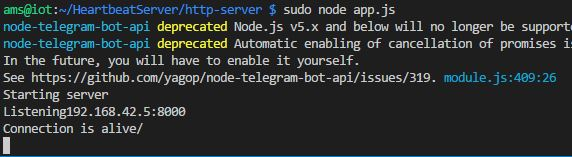 ams@iot:~/HeartbeatServer/http-server $ sudo node app.js
node-telegram-bot-api deprecated Node.js v5.x and below will no longer be supporte
node-telegram-bot-api deprecated Automatic enabling of cancellation of promises is
In the future, you will have to enable it yourself.
See https://github.com/yagop/node-telegram-bot-api/issues/319. module.js:409:26
Starting server
Listening192.168.42.5:8000
Connection is alive/